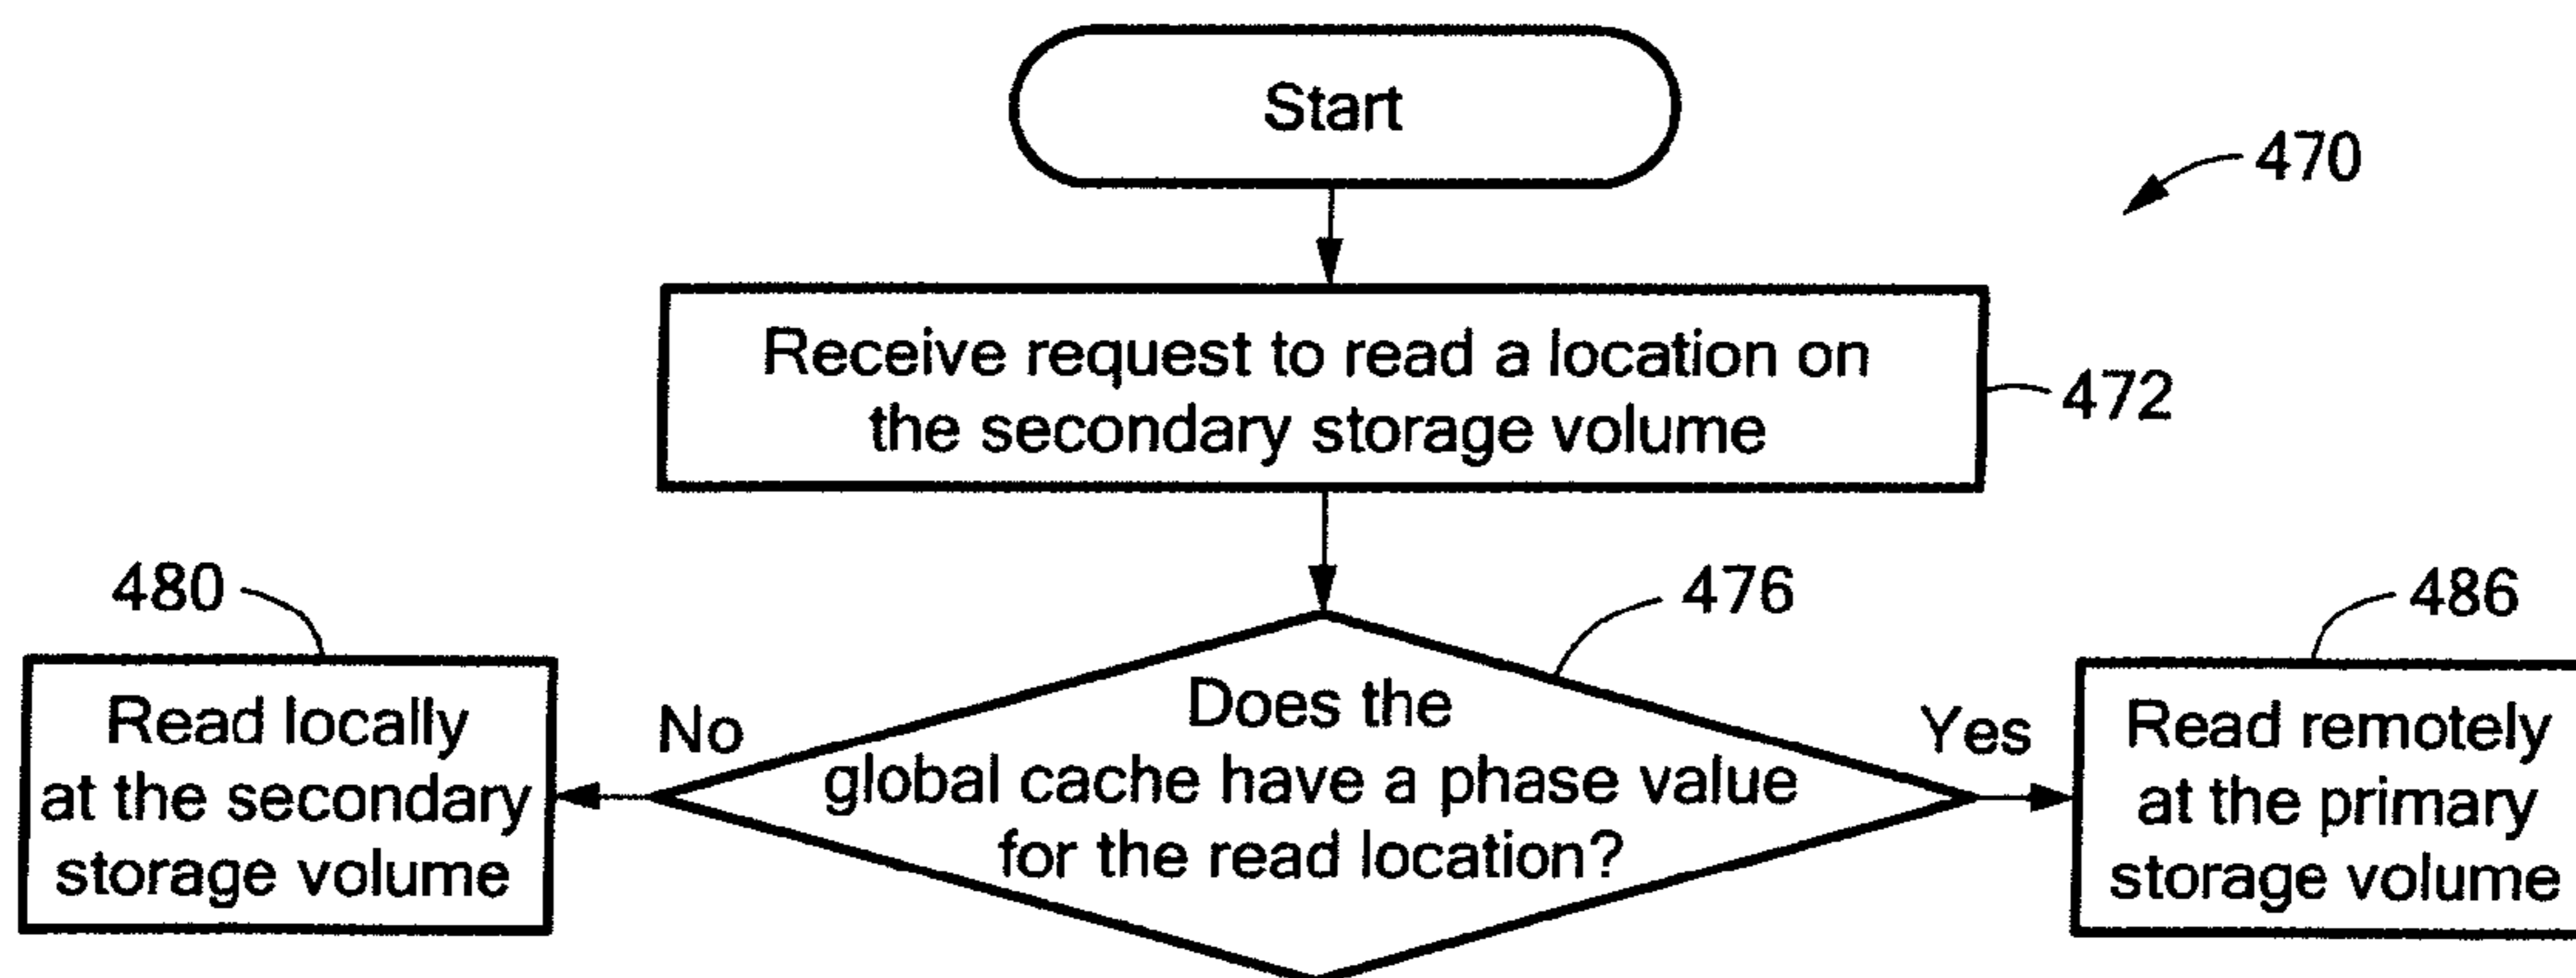 Start
470
Receive request to read a location on
the secondary storage volume
472
480
476
486
Read locally
at the secondary
storage volume
No
Does the
global cache have a phase value
for the read location?
Yes
Read remotely
at the primary
storage volume